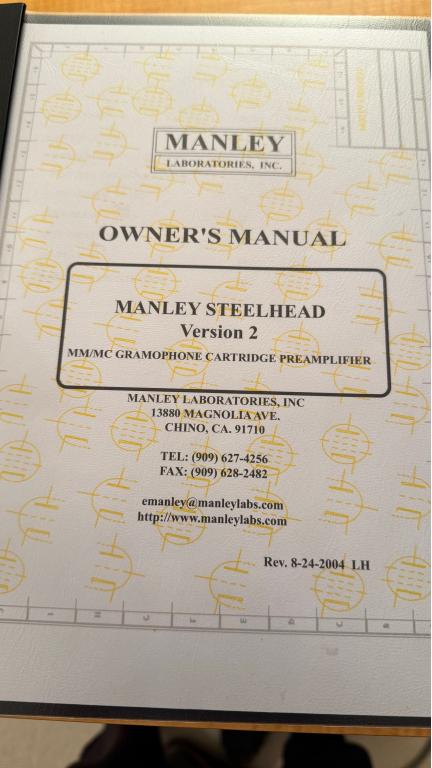 MANLEY
LABORATORIES, INC.
OWNER'S MANUAL
MANLEY STEELHEAD
Version 2
MM/MC GRAMOPHONE CARTRIDGE PREAMPLIFIER
MANLEY LABORATORIES, INC
13880 MAGNOLIA AVE.
CHINO, CA. 91710
TEL: (909) 627-4256
FAX: (909) 628-2482
emanley@manleylabs.com
http://www.manleylabs.com
Rev. 8-24-2004 LH